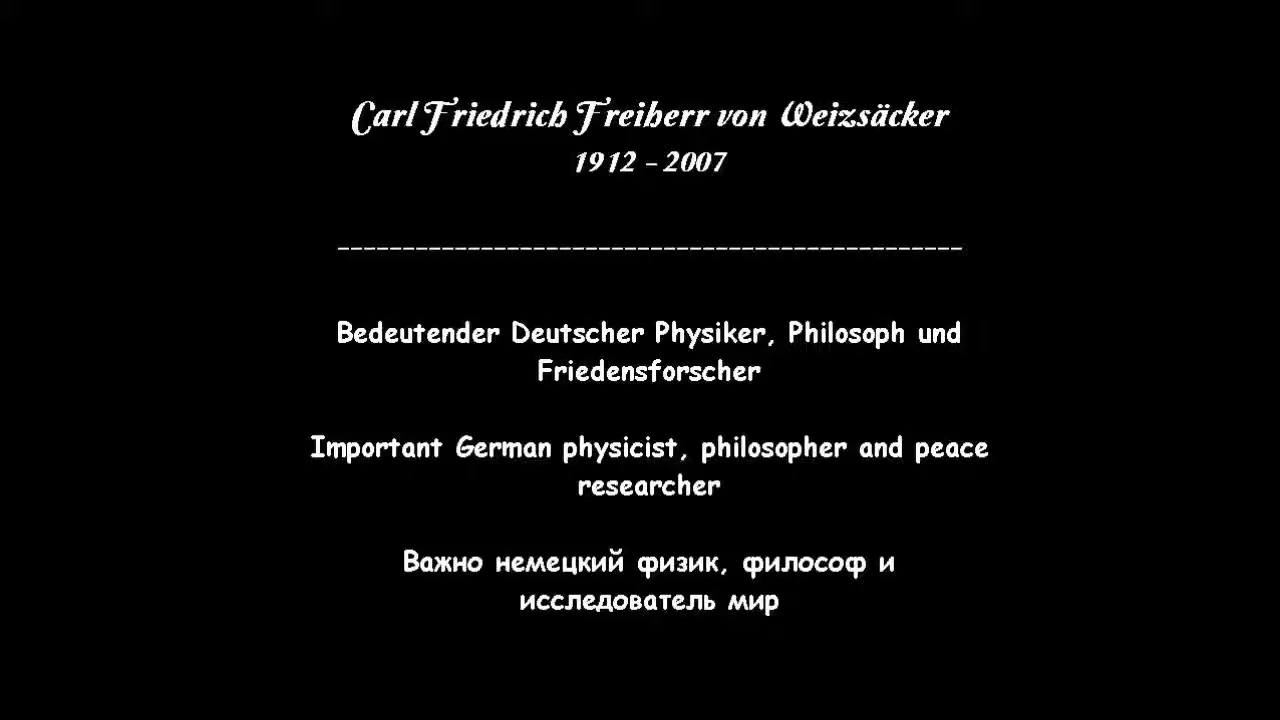 Carl Friedrich Freiherr von Weizsäcker
1912 - 2007
________________________________________________
Bedeutender Deutscher Physiker, Philosoph und
Friedensforscher
Important German physicist, philosopher and peace
researcher
Важно немецкий физик, философ и
исследователь мир